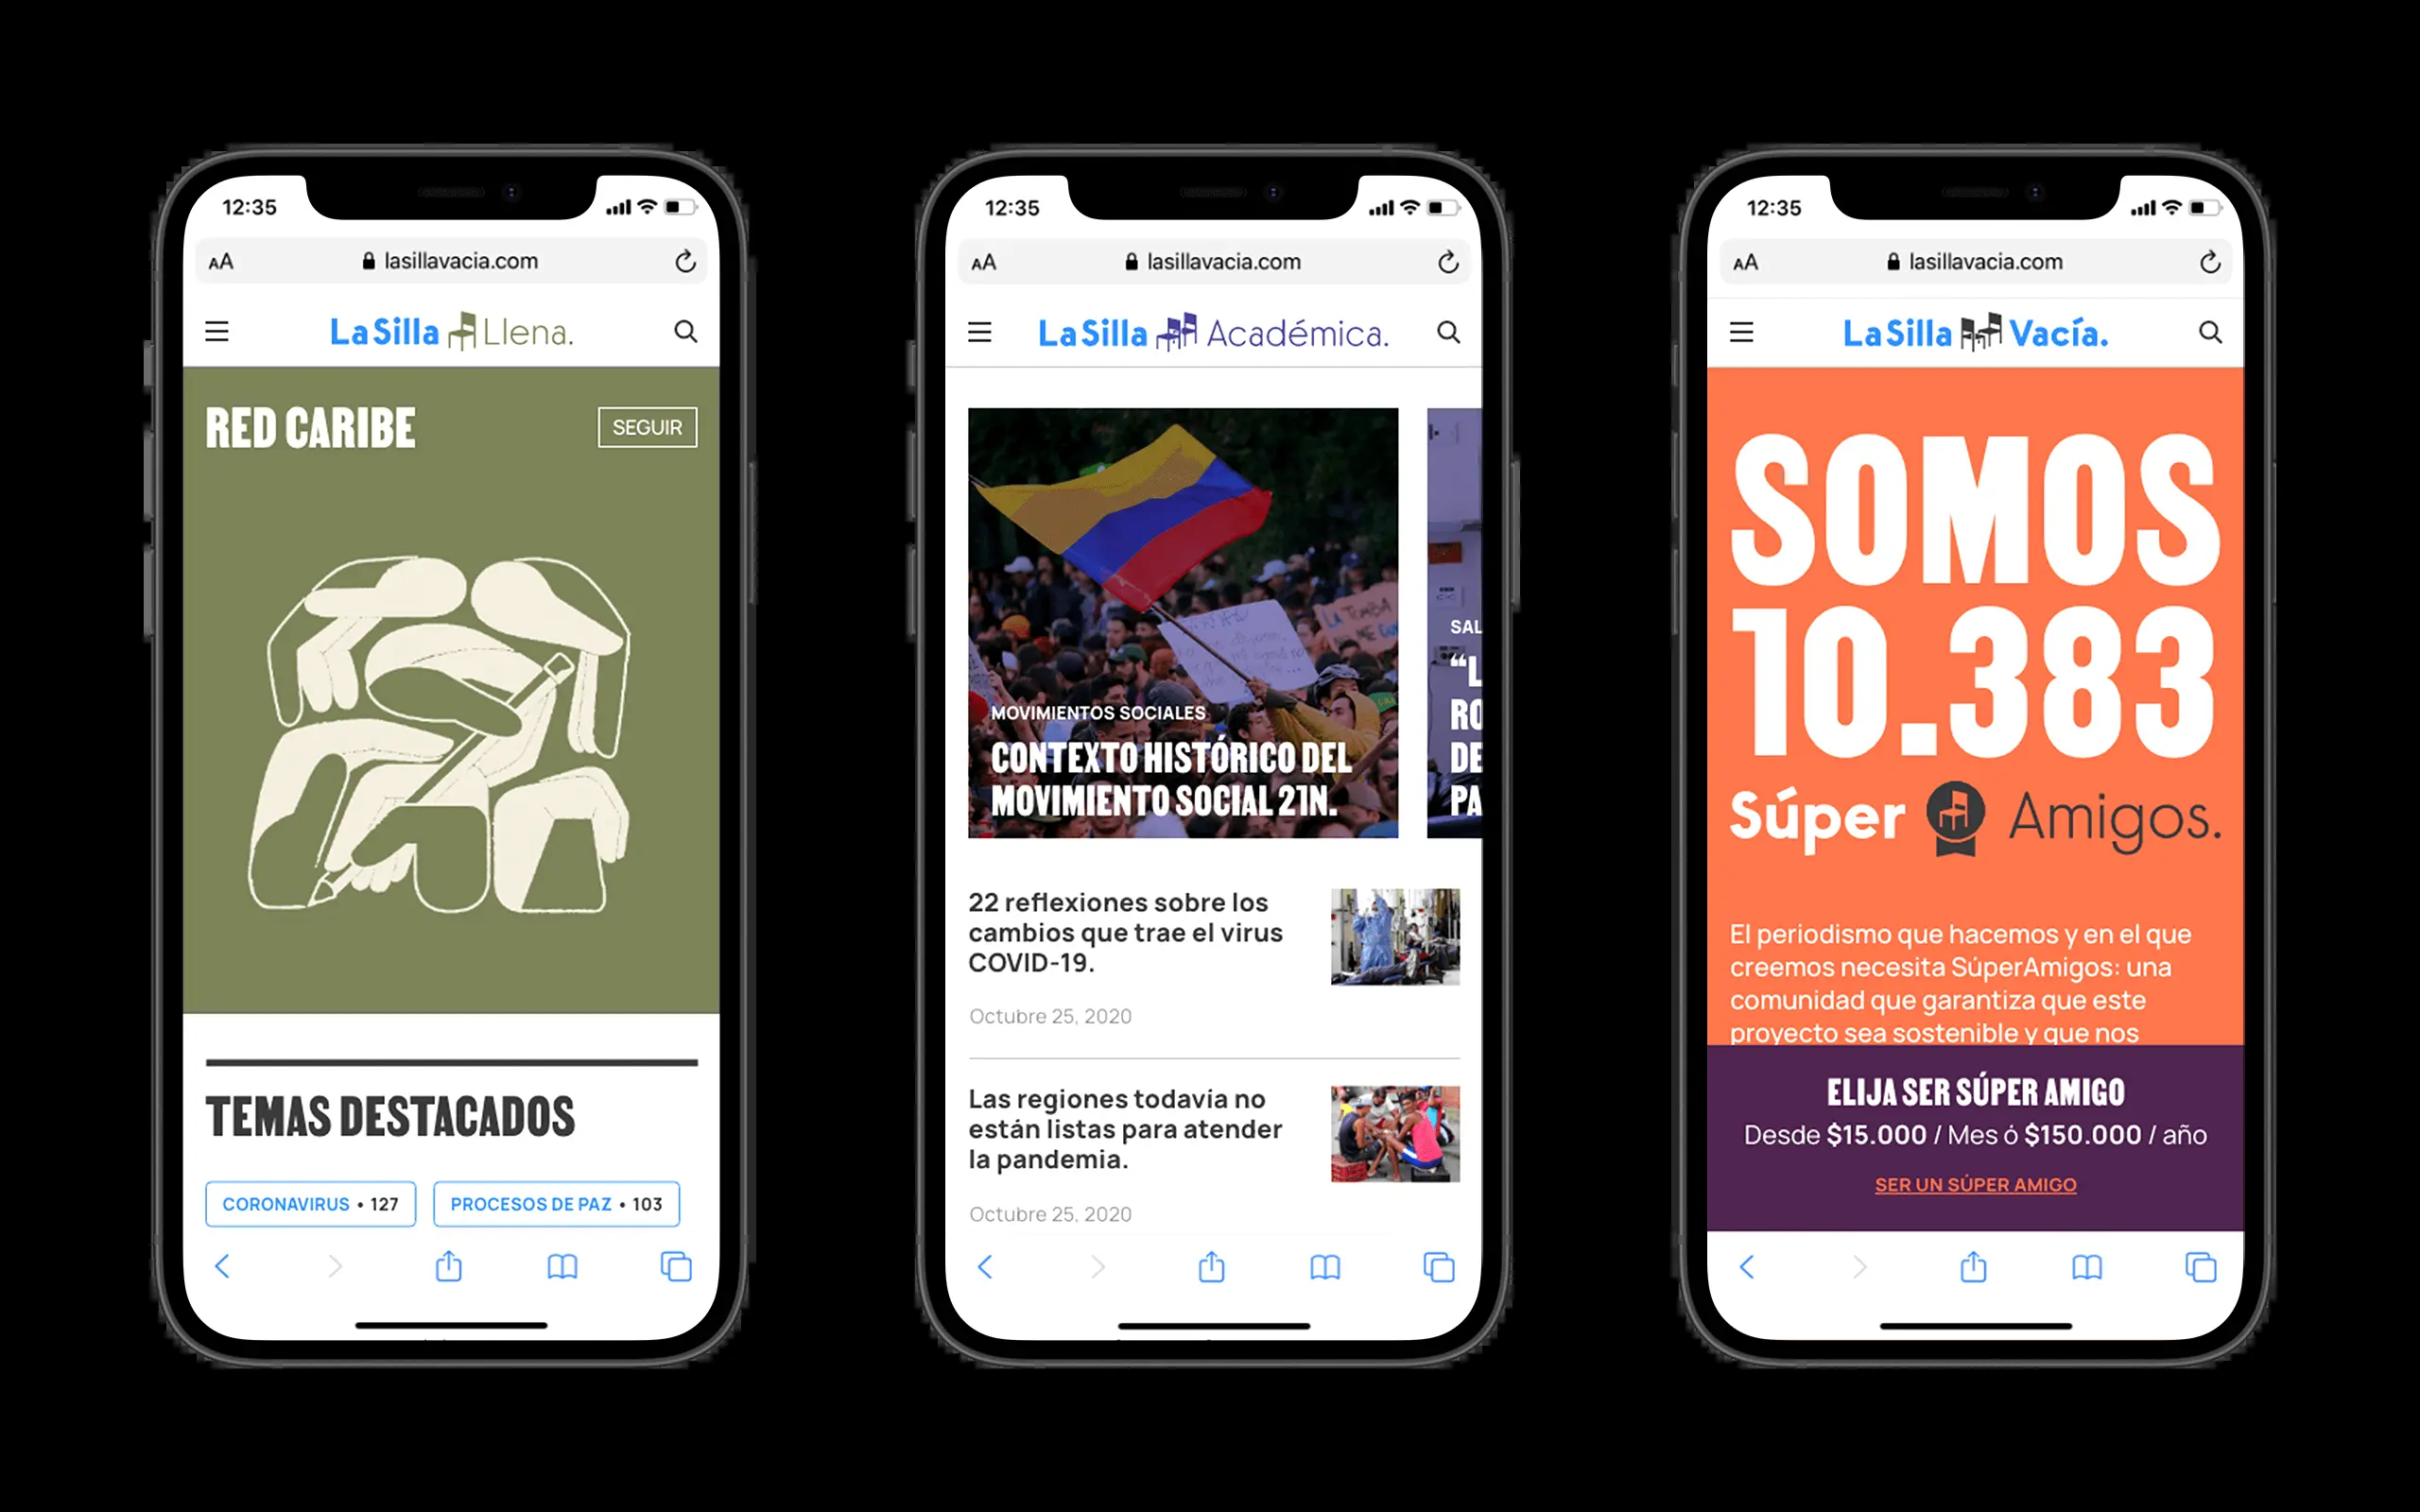 12:35
AA lasillavacia.com
La Silla Llena.
RED CARIBE
SEGUIR
TEMAS DESTACADOS
CORONAVIRUS • 127
PROCESOS DE PAZ • 103
12:35
AA lasillavacia.com
La Silla Académica.
LA TUMBA
ME
MOVIMIENTOS SOCIALES
CONTEXTO HISTÓRICO DEL
MOVIMIENTO SOCIAL 21N.
SAL
“L
RO
DE
PA
22 reflexiones sobre los
cambios que trae el virus
COVID-19.
Octubre 25, 2020
Las regiones todavía no
están listas para atender
la pandemia.
Octubre 25, 2020
12:35
AA lasillavacia.com
La Silla Vacía.
SOMOS
10.383
Súper Amigos.
El periodismo que hacemos y en el que
creemos necesita SúperAmigos: una
comunidad que garantiza que este
proyecto sea sostenible y que nos
ELIJA SER SÚPER AMIGO
Desde $15.000 / Mes ó $150.000 / año
SER UN SÚPER AMIGO